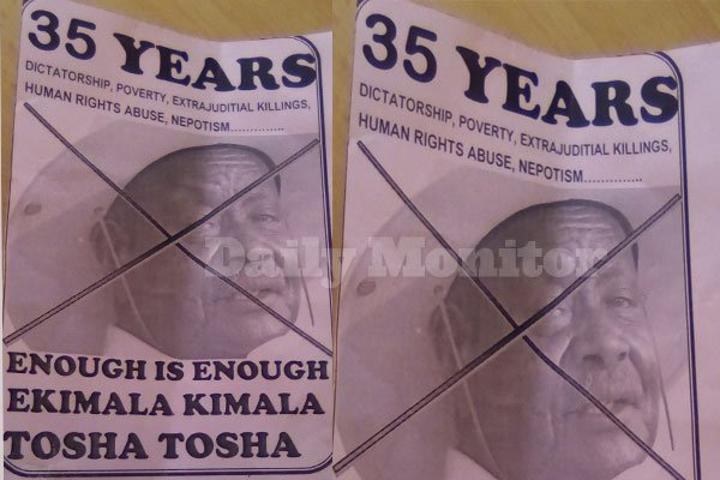 35 YEARS
DICTATORSHIP, POVERTY, EXTRAJUDITIAL KILLINGS,
HUMAN RIGHTS ABUSE, NEPOTISM..............
ENOUGH IS ENOUGH
EKIMALA KIMALA
TOSHA TOSHA
35 YEARS
DICTATORSHIP, POVERTY, EXTRAJUDITIAL KILLINGS,
HUMAN RIGHTS ABUSE, NEPOTISM..............
Daily Monitor